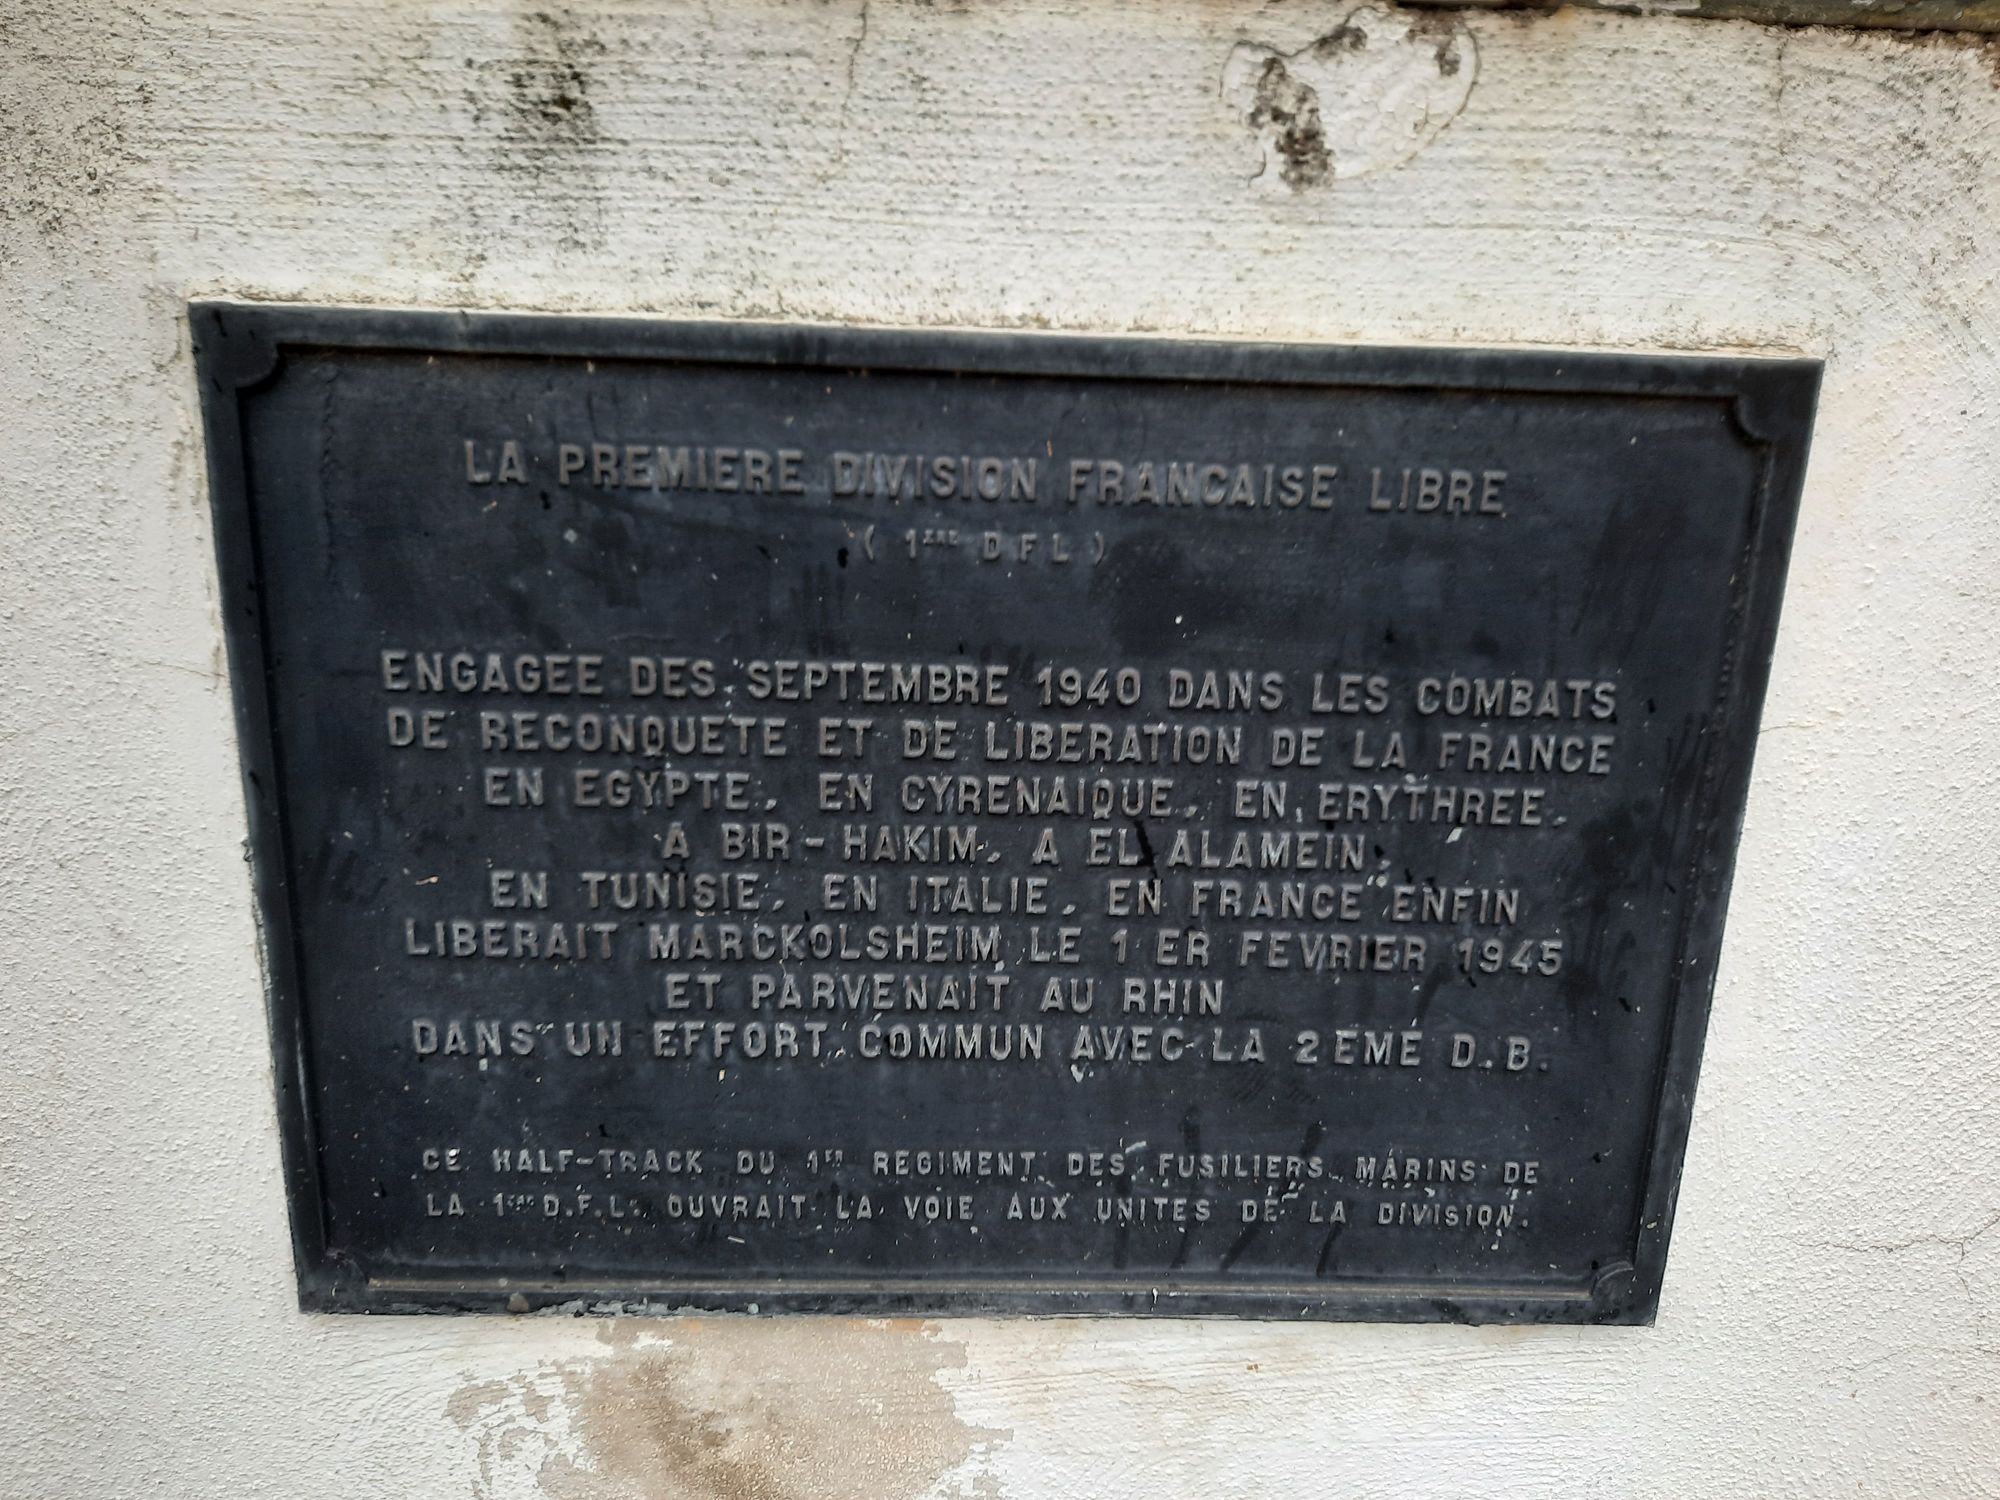 LA PREMIERE DIVISION FRANCAISE LIBRE
( 1ERE D F L )
ENGAGEE DES SEPTEMBRE 1940 DANS LES COMBATS
DE RECONQUETE ET DE LIBERATION DE LA FRANCE
EN EGYPTE, EN CYRENAIQUE, EN ERYTHREE,
A BIR-HAKIM, A EL ALAMEIN,
EN TUNISIE, EN ITALIE, EN FRANCE ENFIN
LIBERAIT MARCKOLSHEIM LE 1 ER FEVRIER 1945
ET PARVENAIT AU RHIN
DANS UN EFFORT COMMUN AVEC LA 2 EME D.B.
CE HALF-TRACK DU 1ER REGIMENT DES FUSILIERS MARINS DE
LA 1ERE D.F.L. OUVRAIT LA VOIE AUX UNITES DE LA DIVISION.